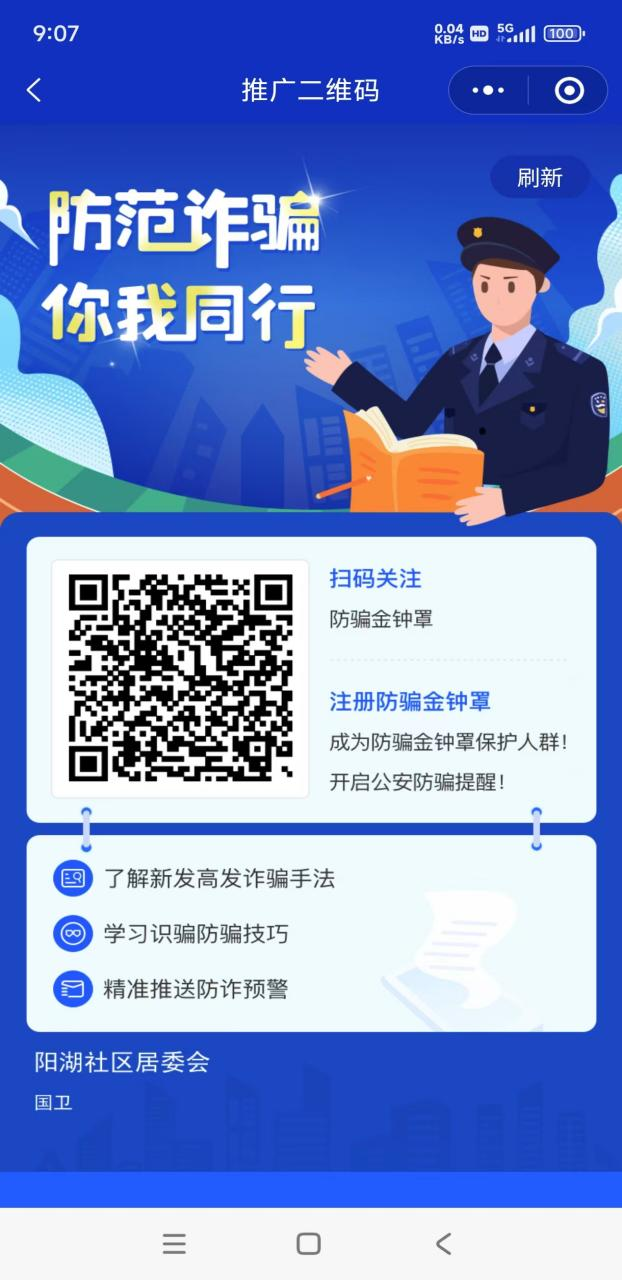 9:07
0.04
KB/s
HD
5G
100
推广二维码
刷新
防范诈骗
你我同行
扫码关注
防骗金钟罩
注册防骗金钟罩
成为防骗金钟罩保护人群!
开启公安防骗提醒!
了解新发高发诈骗手法
学习识骗防骗技巧
精准推送防诈预警
阳湖社区居委会
国卫